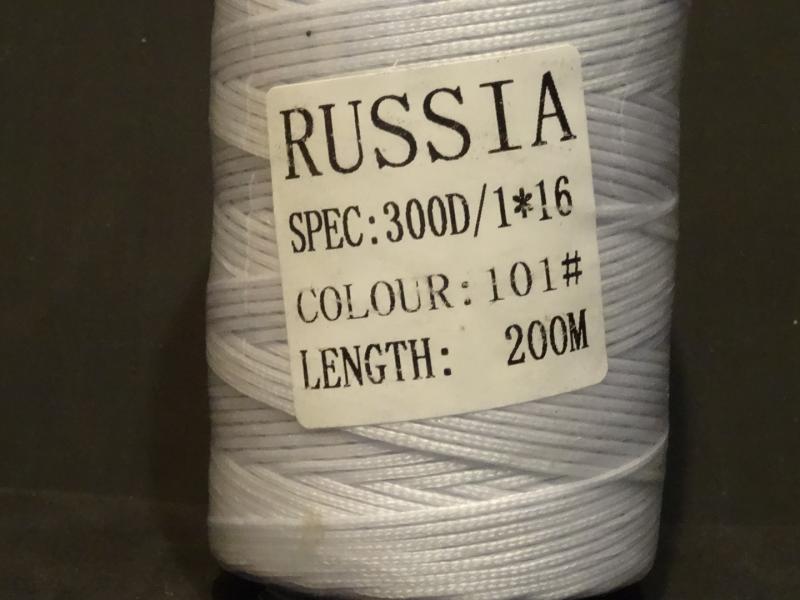 RUSSIA
SPEC:300D/1*16
COLOUR:101#
LENGTH: 200M